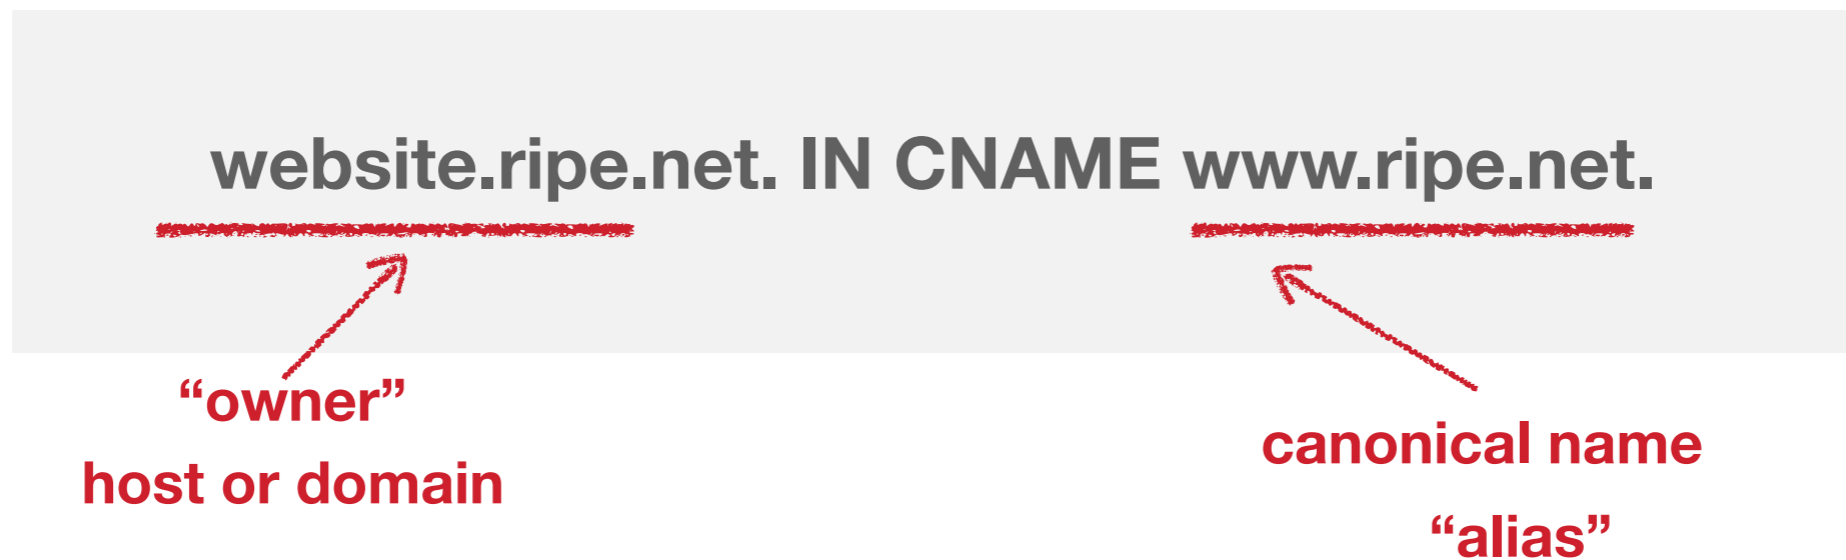 website.ripe.net. IN CNAME www.ripe.net.
“owner”
host or domain
canonical name
“alias”